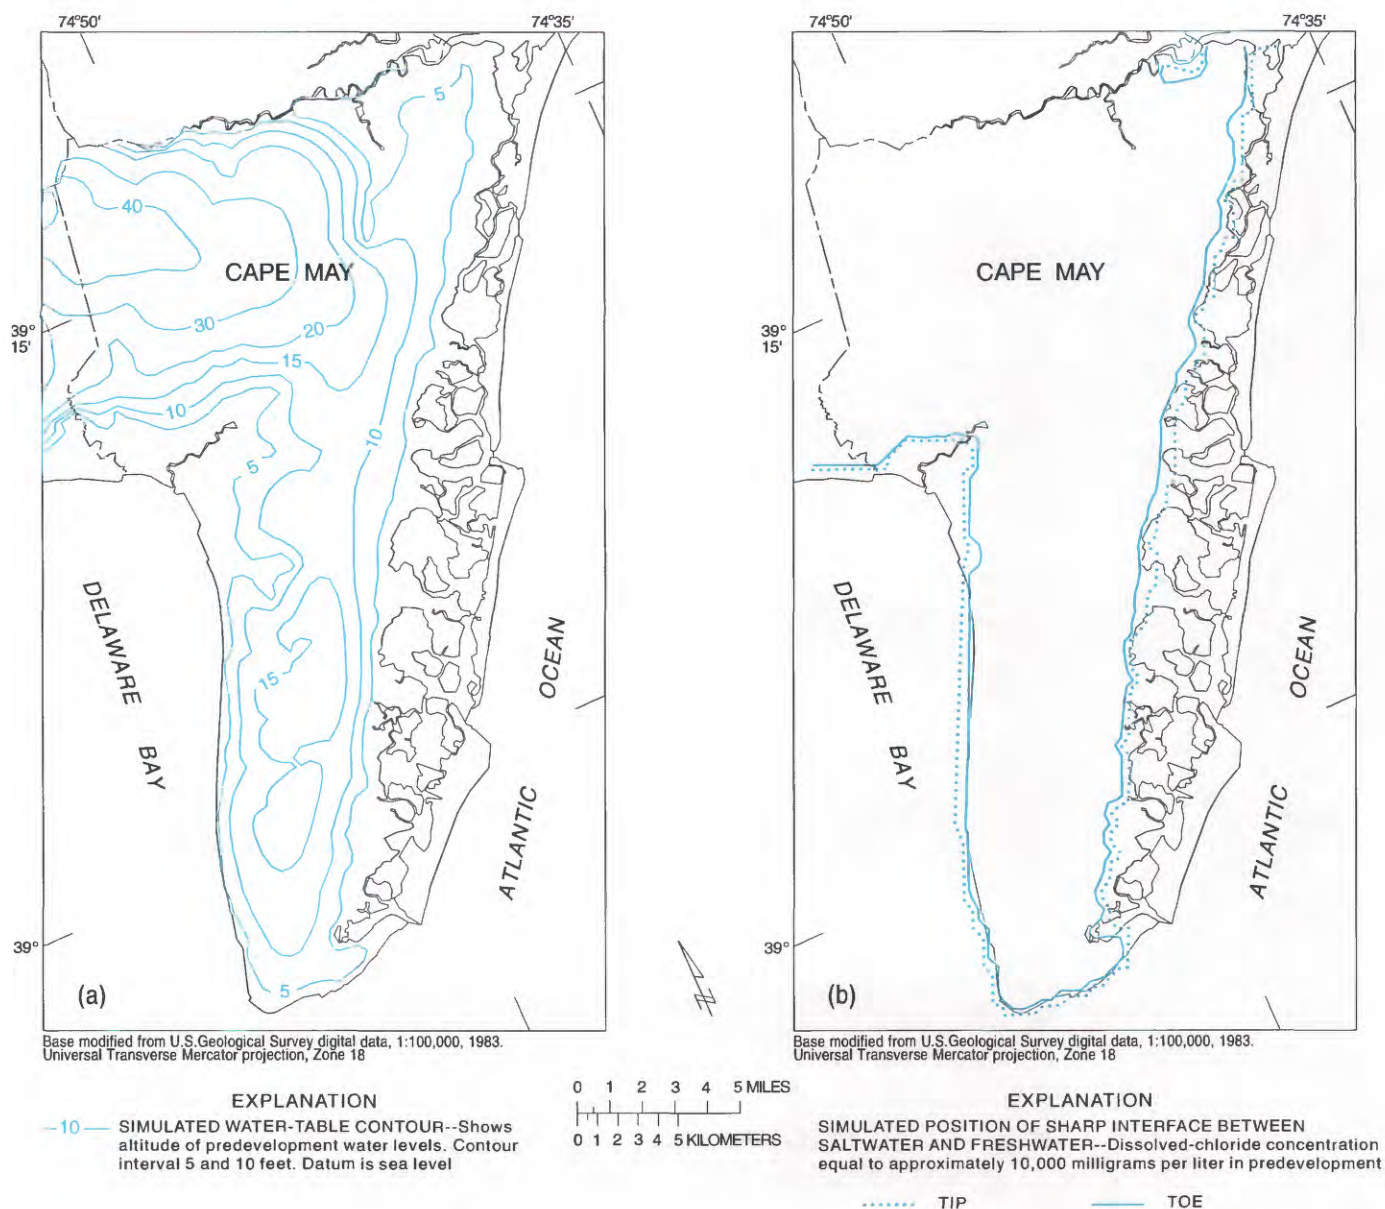 74°50'
74°35'
74°50'
74°35'
5
40
CAPE MAY
CAPE MAY
30
20
39°
15'
39°
15'
15
10
10
5
DELAWARE BAY
15
OCEAN
ATLANTIC
DELAWARE BAY
OCEAN
ATLANTIC
39°
39°
5
(a)
(b)
Base modified from U.S.Geological Survey digital data, 1:100,000, 1983.
Universal Transverse Mercator projection, Zone 18
Base modified from U.S.Geological Survey digital data, 1:100,000, 1983.
Universal Transverse Mercator projection, Zone 18
0 1 2 3 4 5 MILES
0 1 2 3 4 5 KILOMETERS
EXPLANATION
10 SIMULATED WATER-TABLE CONTOUR--Shows
altitude of predevelopment water levels. Contour
interval 5 and 10 feet. Datum is sea level
EXPLANATION
SIMULATED POSITION OF SHARP INTERFACE BETWEEN
SALTWATER AND FRESHWATER--Dissolved-chloride concentration
equal to approximately 10,000 milligrams per liter in predevelopment
TIP
TOE